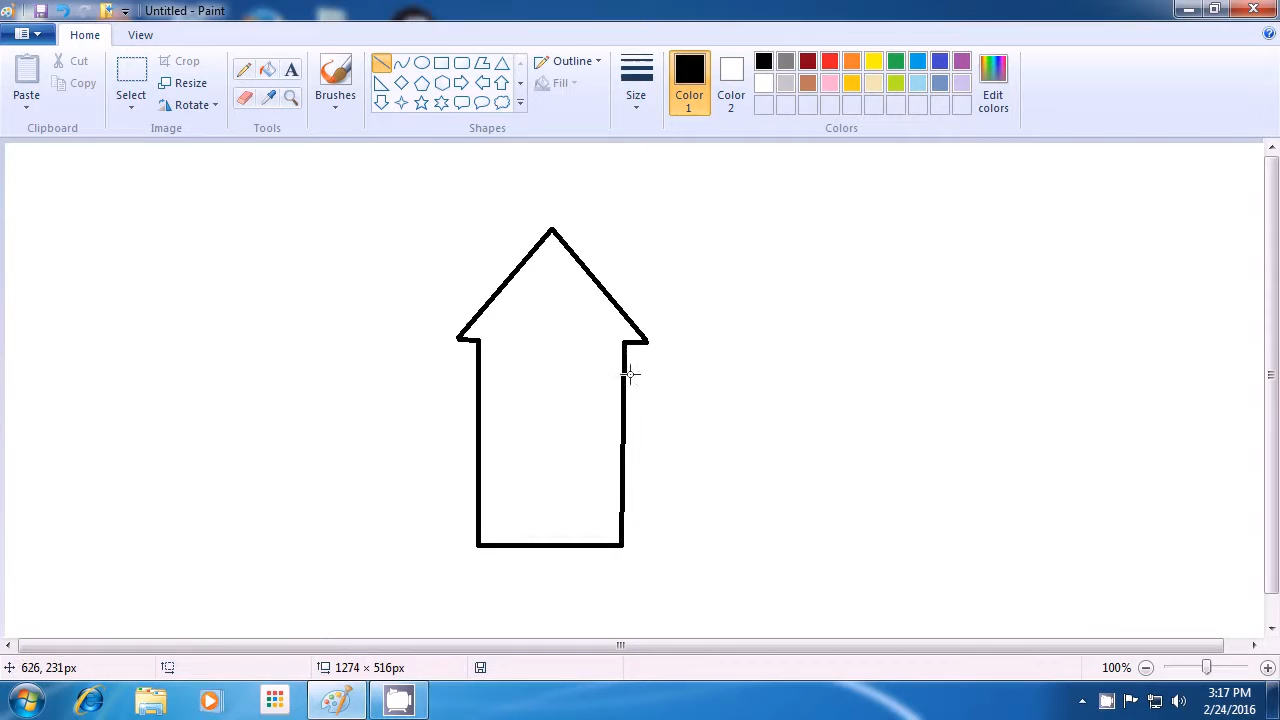 Untitled - Paint
Home View
Paste
Cut
Copy
Clipboard
Select
Crop
Resize
Rotate
Image
A
Tools
Brushes
Shapes
Outline
Fill
Size
Color
1
Color
2
Edit
colors
Colors
626, 231px
1274 × 516px
100%
3:17 PM
2/24/2016